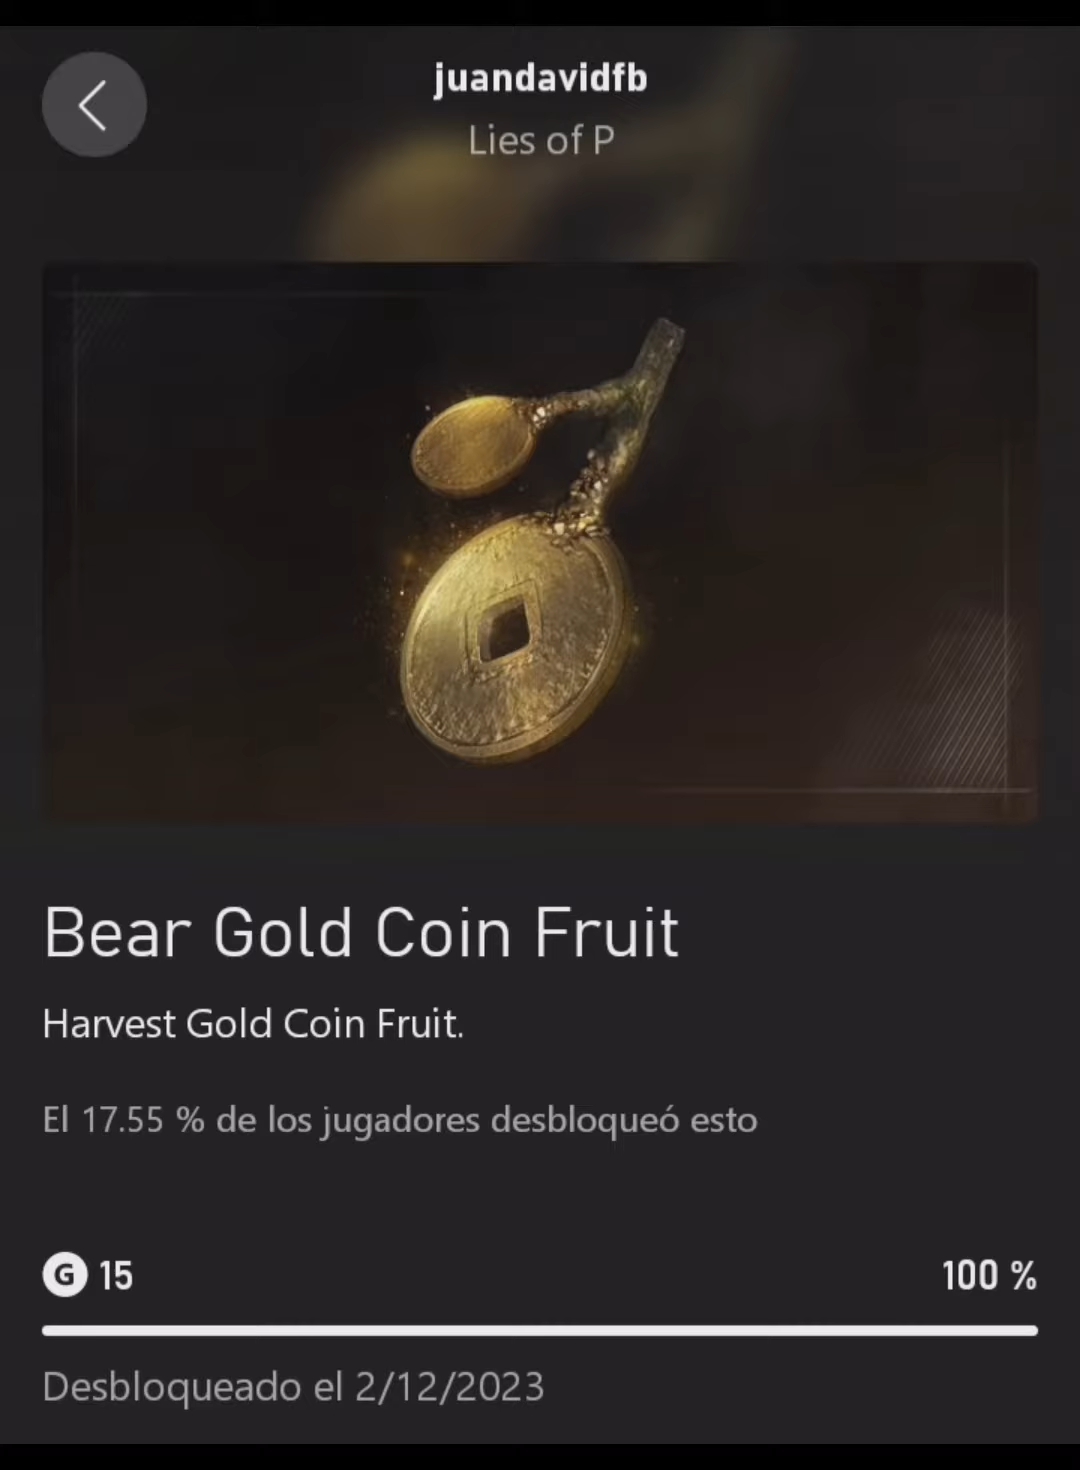 juandavidfb
Lies of P
Bear Gold Coin Fruit
Harvest Gold Coin Fruit.
El 17.55 % de los jugadores desbloqueó esto
G 15
100 %
Desbloqueado el 2/12/2023